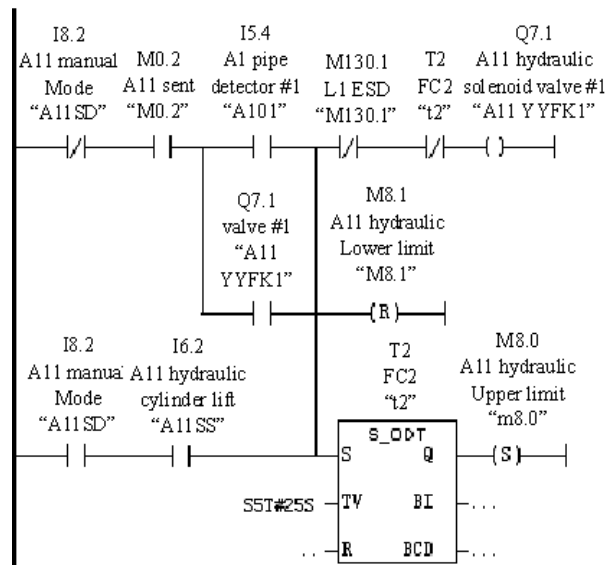 I8.2
A11 manual
Mode
“A11SD”
M0.2
A11 sent
“M0.2”
I5.4
A1 pipe
detector #1
“A101”
M130.1
L1 ESD
“M130.1”
T2
FC2
“t2”
Q7.1
A11 hydraulic
solenoid valve #1
“A11 YYFK1”
Q7.1
valve #1
“A11
YYFK1”
M8.1
A11 hydraulic
Lower limit
“M8.1”
(R)
I8.2
A11 manual
Mode
“A11SD”
I6.2
A11 hydraulic
cylinder lift
“A11SS”
T2
FC2
“t2”
M8.0
A11 hydraulic
Upper limit
“m8.0”
S_ODT
S Q
(S)
S5T#25S
TV BI
...
..
R BCD
...